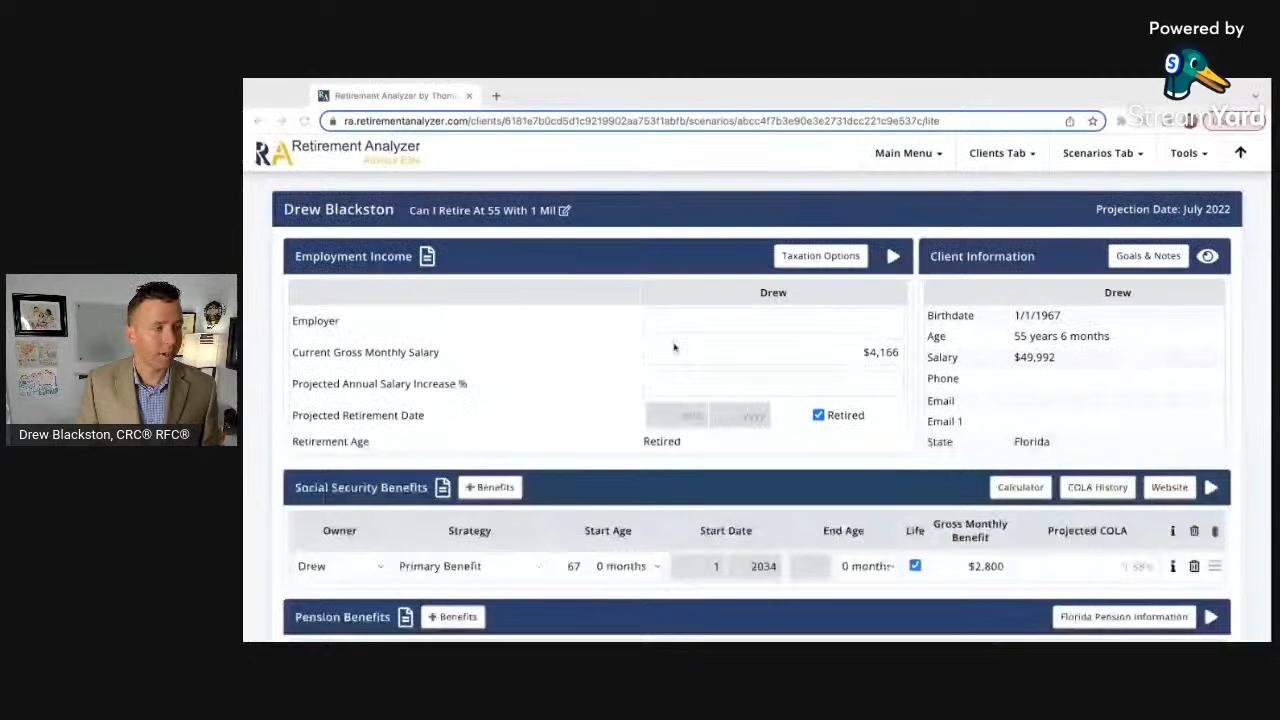 Powered by
S
StreamYard
Retirement Analyzer by Thom
ra.retirementanalyzer.com/clients/6181e7b0cd5d1c9219902aa753f1abfb/scenarios/abcc4f7b3e90e3e2731dcc221c9e537c/lite
RA Retirement Analyzer
Advisor Elite
Main Menu
Clients Tab
Scenarios Tab
Tools
Drew Blackston Can I Retire At 55 With 1 Mil
Projection Date: July 2022
Employment Income
Taxation Options
Client Information
Goals & Notes
Drew
Drew
Employer
Current Gross Monthly Salary $4,166
Projected Annual Salary Increase %
Projected Retirement Date
yyyy
Retired
Retirement Age Retired
Birthdate 1/1/1967
Age 55 years 6 months
Salary $49,992
Phone
Email
Email 1
State Florida
Drew Blackston, CRC® RFC®
Social Security Benefits
+ Benefits
Calculator
COLA History
Website
Owner Strategy Start Age Start Date End Age Life Gross Monthly Benefit Projected COLA
Drew Primary Benefit 67 0 months 1 2034 0 months $2,800
Pension Benefits
+ Benefits
Florida Pension Information